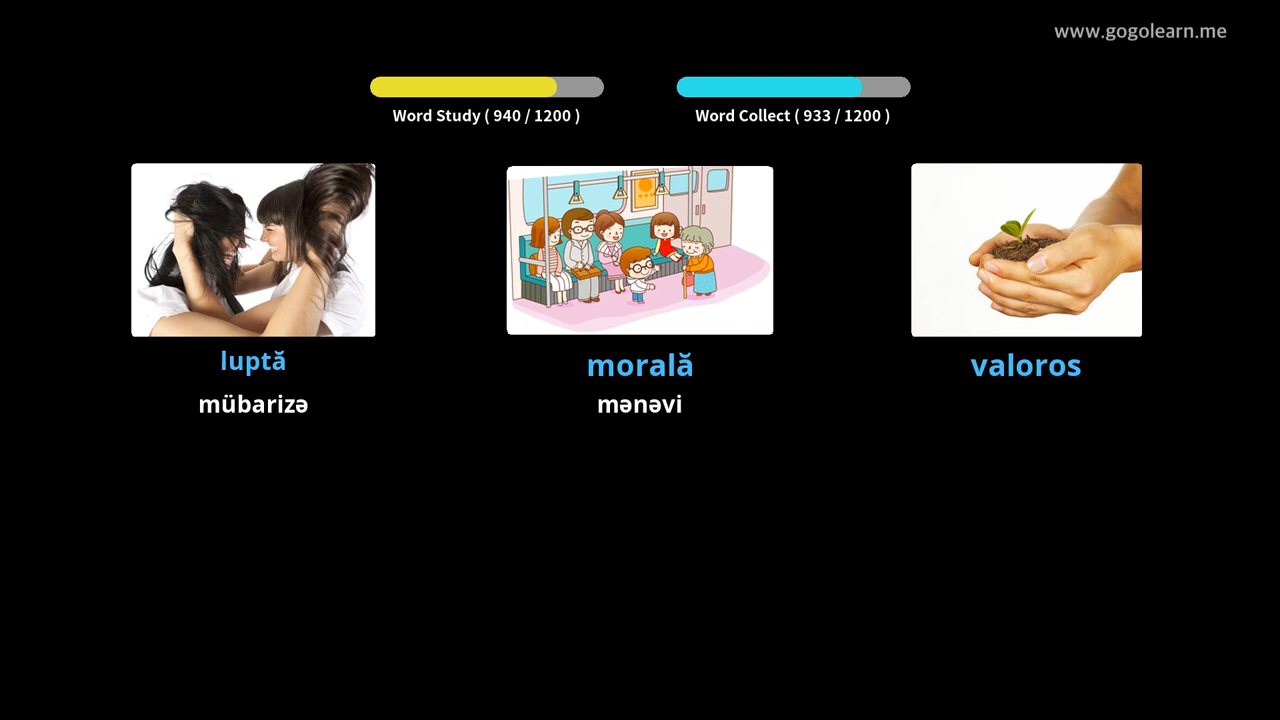 www.gogolearn.me
Word Study ( 940 / 1200 )
Word Collect ( 933 / 1200 )
luptă
morală
valoros
mübarizə
mənəvi